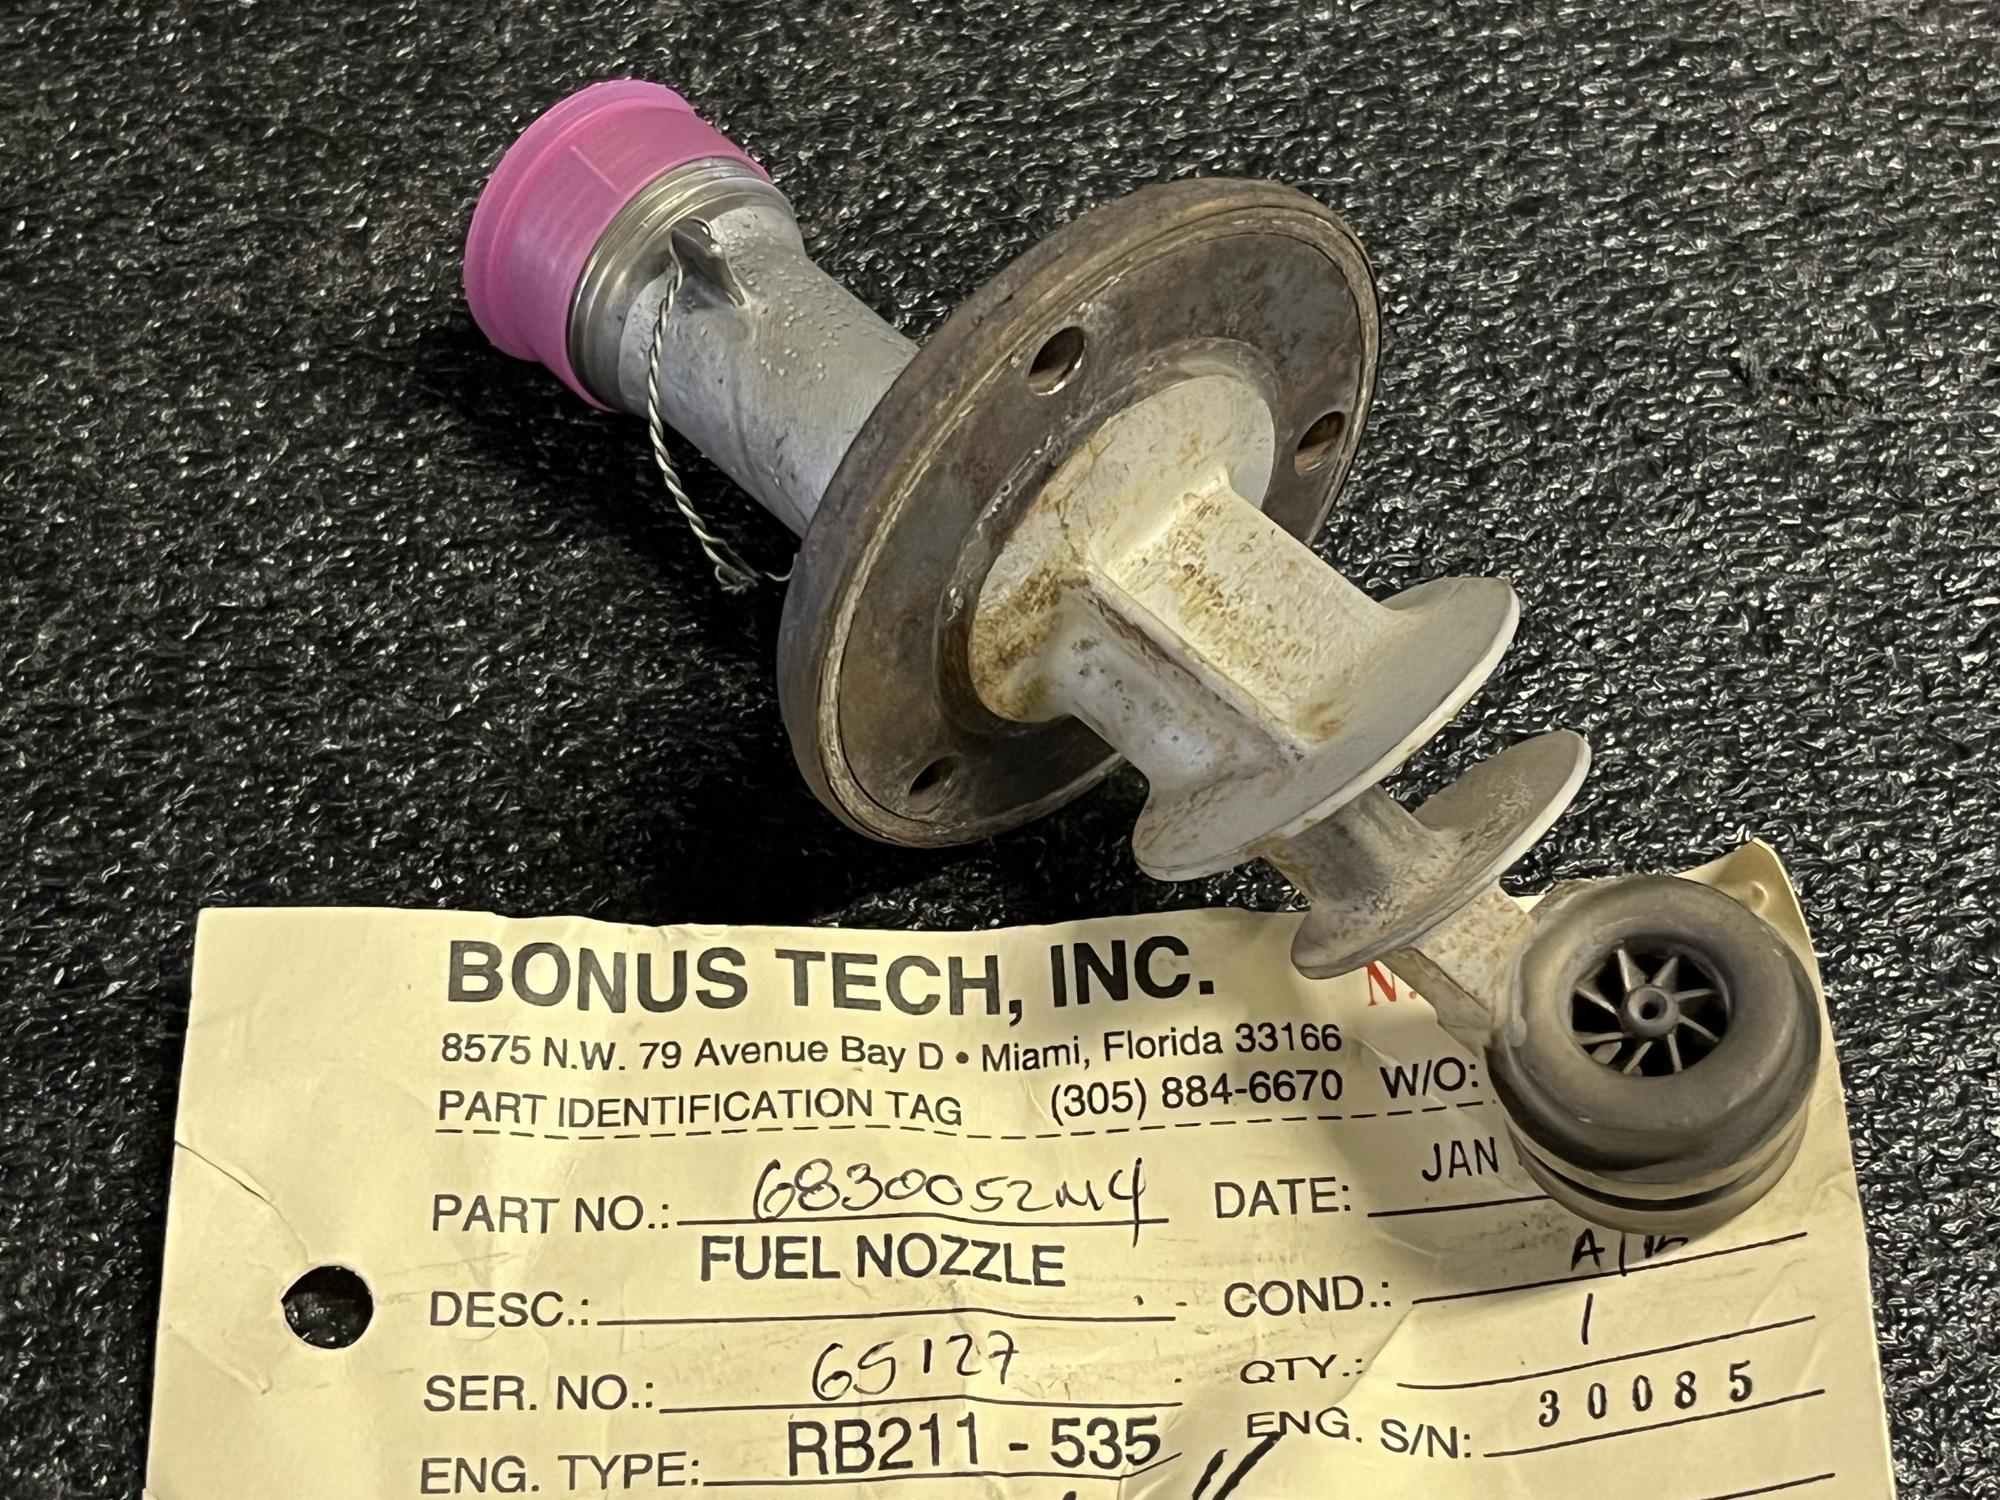 BONUS TECH, INC.
8575 N.W. 79 Avenue Bay D • Miami, Florida 33166
PART IDENTIFICATION TAG (305) 884-6670 W/O:
PART NO.: 6830052M4 DATE: JAN
DESC.: FUEL NOZZLE COND.:
SER. NO.: 65127 QTY.: 1
ENG. TYPE: RB211 - 535 ENG. S/N: 30085